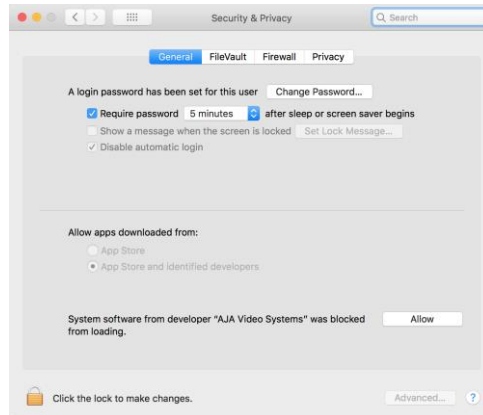 Security & Privacy
Search
General FileVault Firewall Privacy
A login password has been set for this user Change Password...
Require password 5 minutes after sleep or screen saver begins
Show a message when the screen is locked Set Lock Message...
Disable automatic login
Allow apps downloaded from:
App Store
App Store and identified developers
System software from developer "AJA Video Systems" was blocked Allow
from loading.
Click the lock to make changes. Advanced... ?